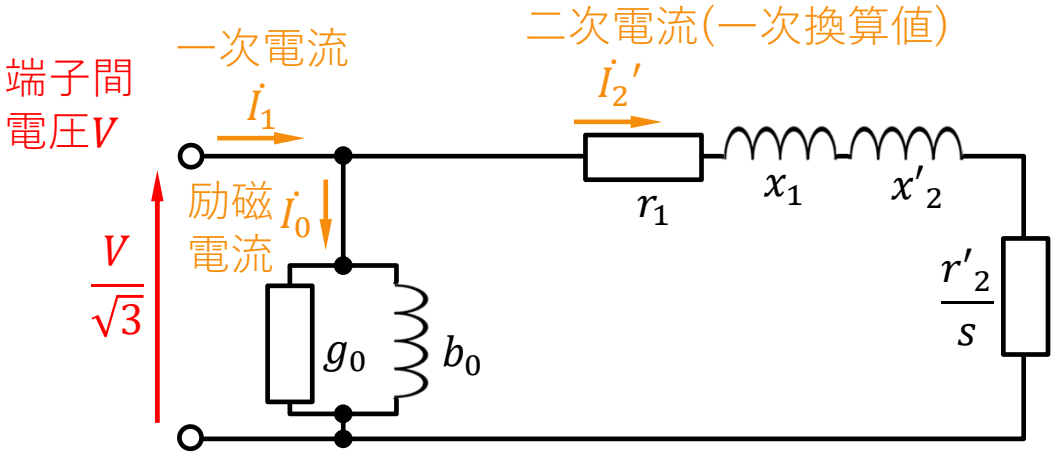 端子間
電圧V
一次電流
İ₁
二次電流(一次換算値)
İ₂′
励磁
電流
İ₀
V/√3
g₀
b₀
r₁
x₁
x′₂
r′₂/s